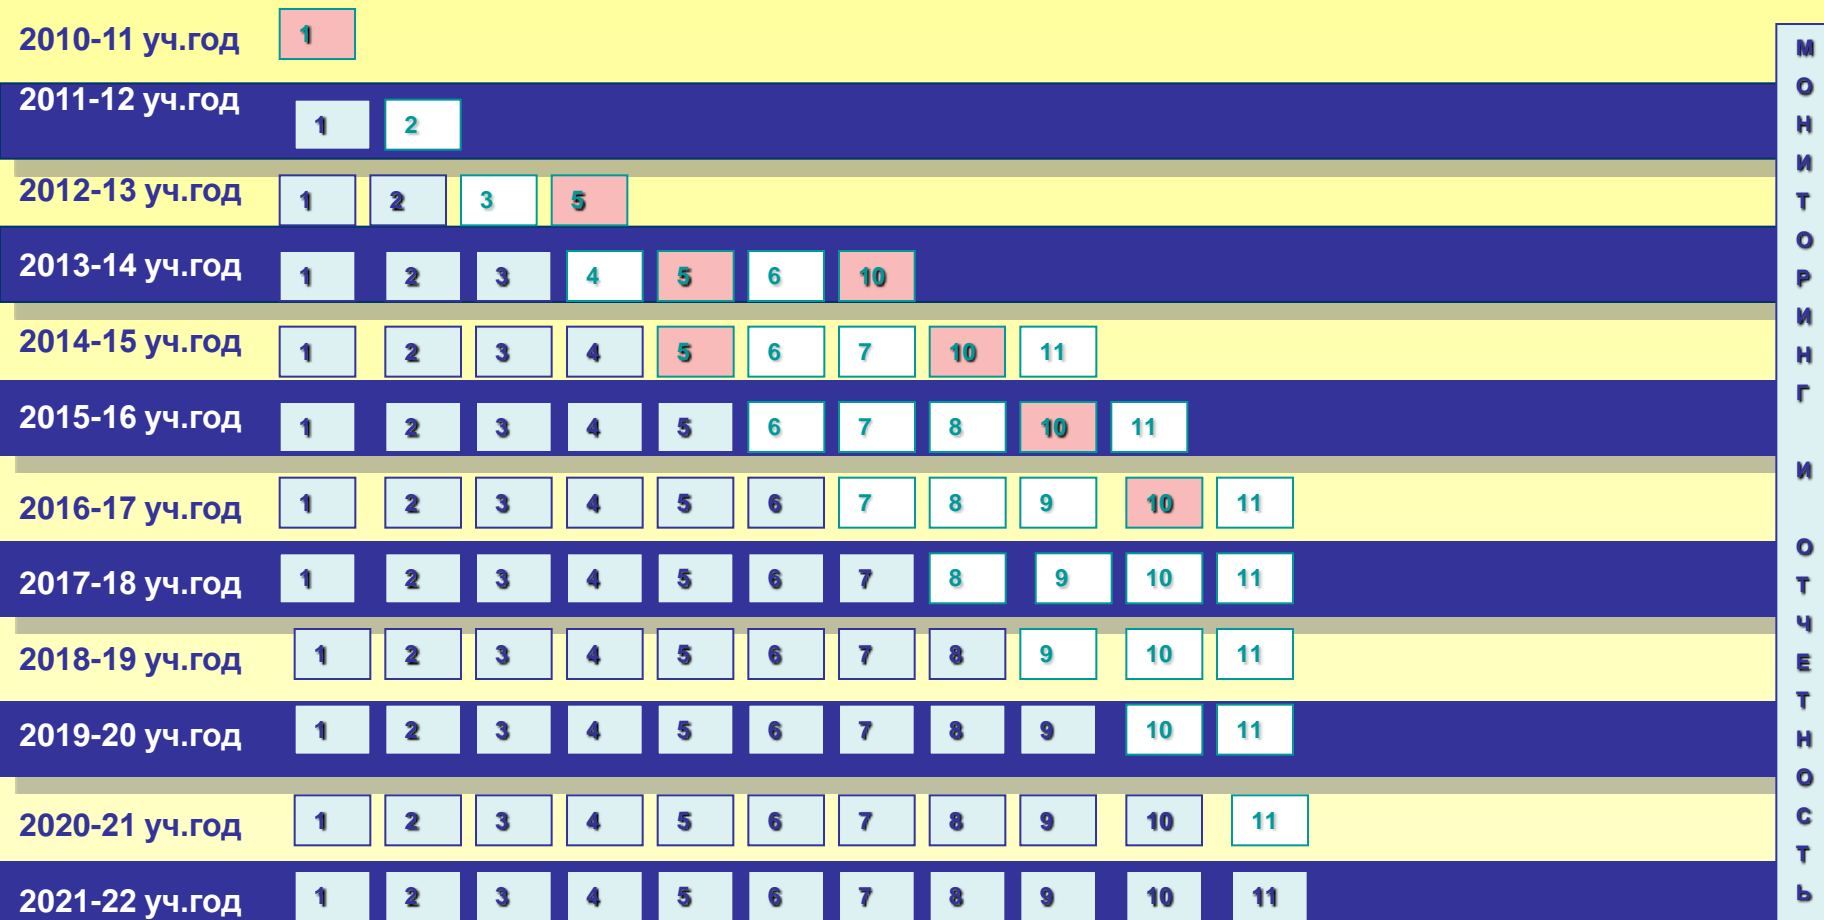 2010-11 уч.год 1
2011-12 уч.год 1 2
2012-13 уч.год 1 2 3 5
2013-14 уч.год 1 2 3 4 5 6 10
2014-15 уч.год 1 2 3 4 5 6 7 10 11
2015-16 уч.год 1 2 3 4 5 6 7 8 10 11
2016-17 уч.год 1 2 3 4 5 6 7 8 9 10 11
2017-18 уч.год 1 2 3 4 5 6 7 8 9 10 11
2018-19 уч.год 1 2 3 4 5 6 7 8 9 10 11
2019-20 уч.год 1 2 3 4 5 6 7 8 9 10 11
2020-21 уч.год 1 2 3 4 5 6 7 8 9 10 11
2021-22 уч.год 1 2 3 4 5 6 7 8 9 10 11
МОНИТОРИНГ И ОТЧЕТНОСТЬ